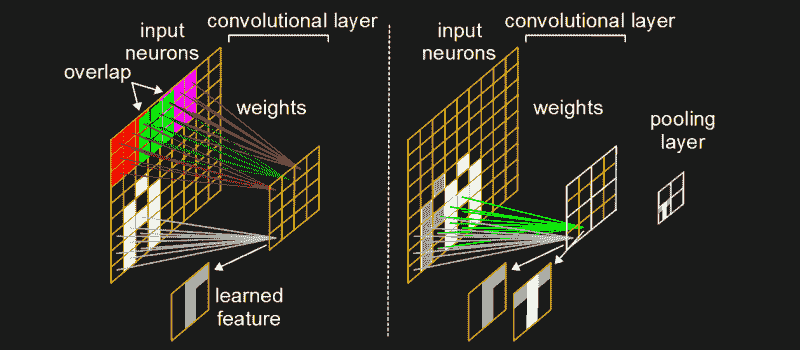 convolutional layer
input
neurons
overlap
weights
learned
feature
convolutional layer
input
neurons
weights
pooling
layer